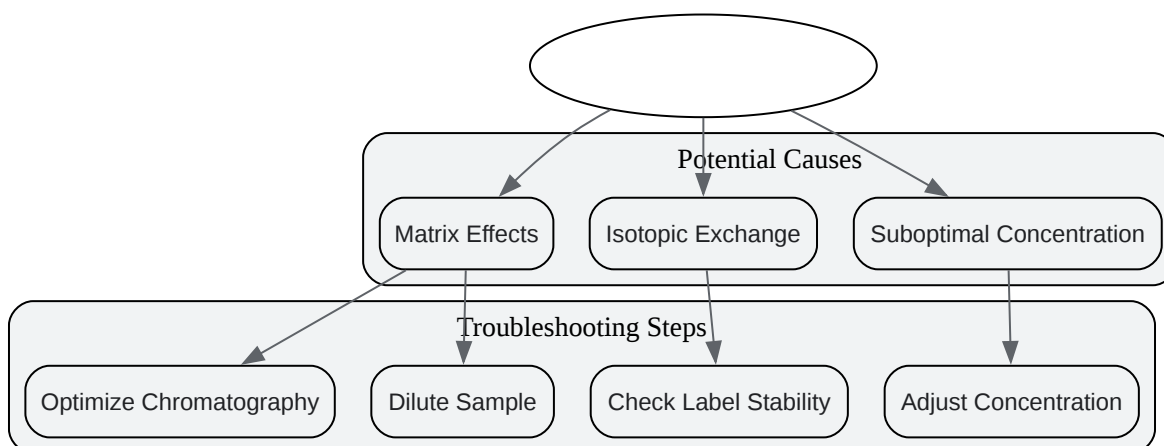 Potential Causes
Matrix Effects
Isotopic Exchange
Suboptimal Concentration
Troubleshooting Steps
Optimize Chromatography
Dilute Sample
Check Label Stability
Adjust Concentration